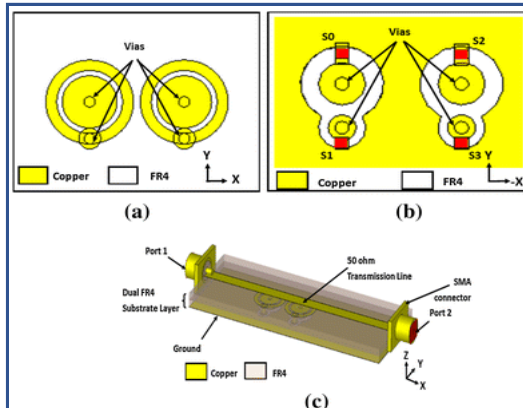 Vias
Copper
FR4
Y
X
(a)
S0
Vias
S2
S1
S3
Y
Copper
FR4
-X
(b)
Port 1
50 ohm
Transmission Line
SMA
connector
Dual FR4
Substrate Layer
Port 2
Ground
Z
Y
X
Copper
FR4
(c)